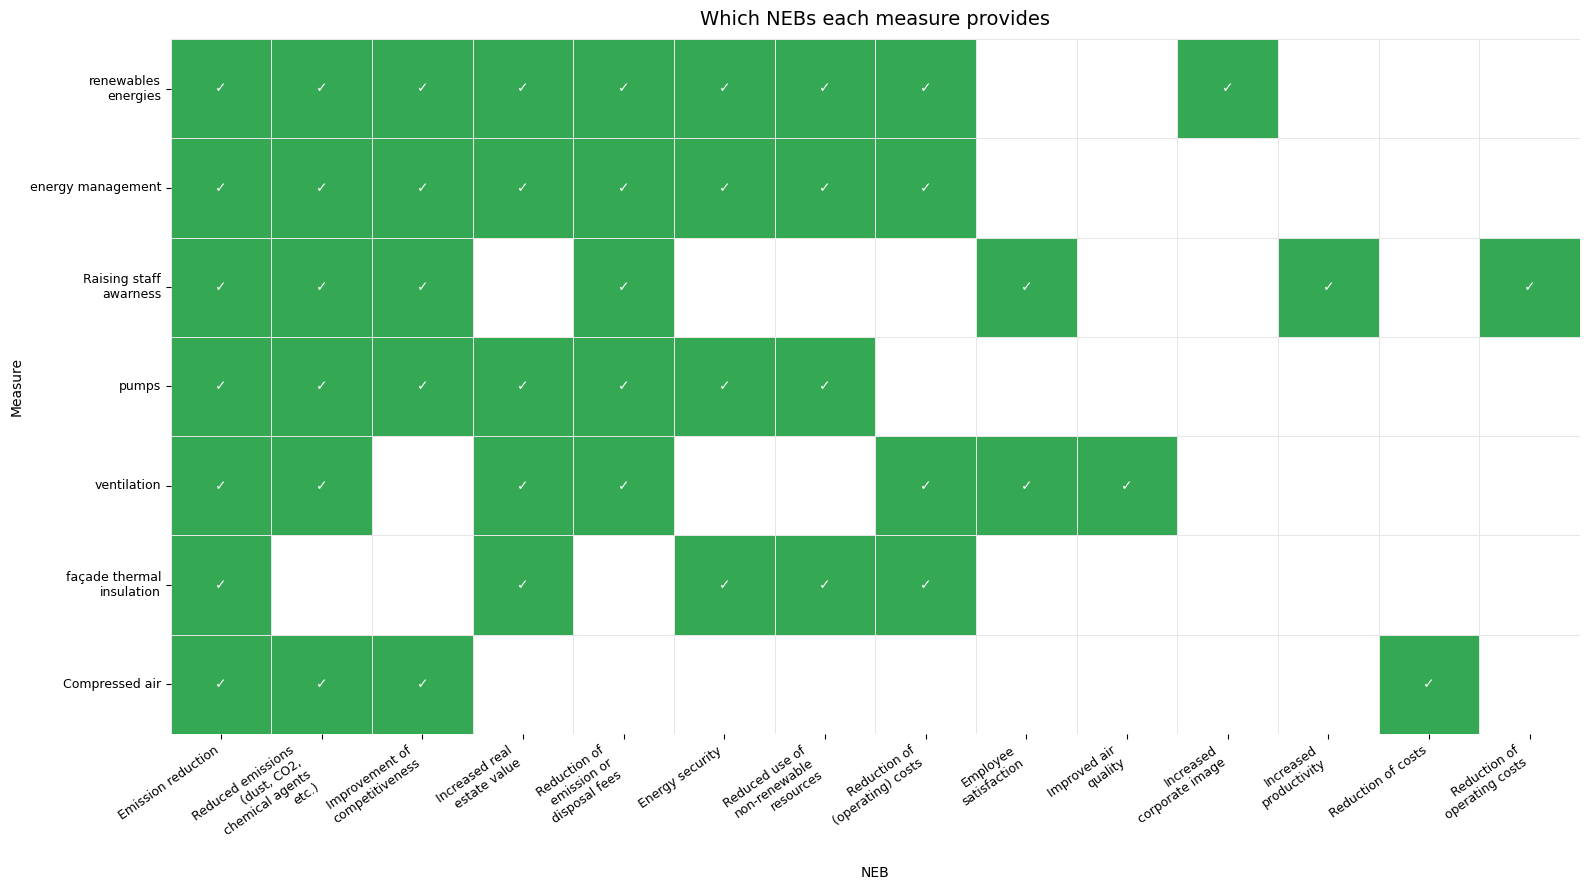 Which NEBs each measure provides
renewables
energies
✓ ✓ ✓ ✓ ✓ ✓ ✓ ✓ ✓
energy management
✓ ✓ ✓ ✓ ✓ ✓ ✓ ✓
Raising staff
awarness
✓ ✓ ✓ ✓ ✓ ✓ ✓
pumps
✓ ✓ ✓ ✓ ✓ ✓ ✓
ventilation
✓ ✓ ✓ ✓ ✓ ✓ ✓
façade thermal
insulation
✓ ✓ ✓ ✓ ✓
Compressed air
✓ ✓ ✓ ✓
Measure
Emission reduction
Reduced emissions
(dust, CO2,
chemical agents
etc.)
Improvement of
competitiveness
Increased real
estate value
Reduction of
emission or
disposal fees
Energy security
Reduced use of
non-renewable
resources
Reduction of
(operating) costs
Employee
satisfaction
Improved air
quality
Increased
corporate image
Increased
productivity
Reduction of costs
Reduction of
operating costs
NEB